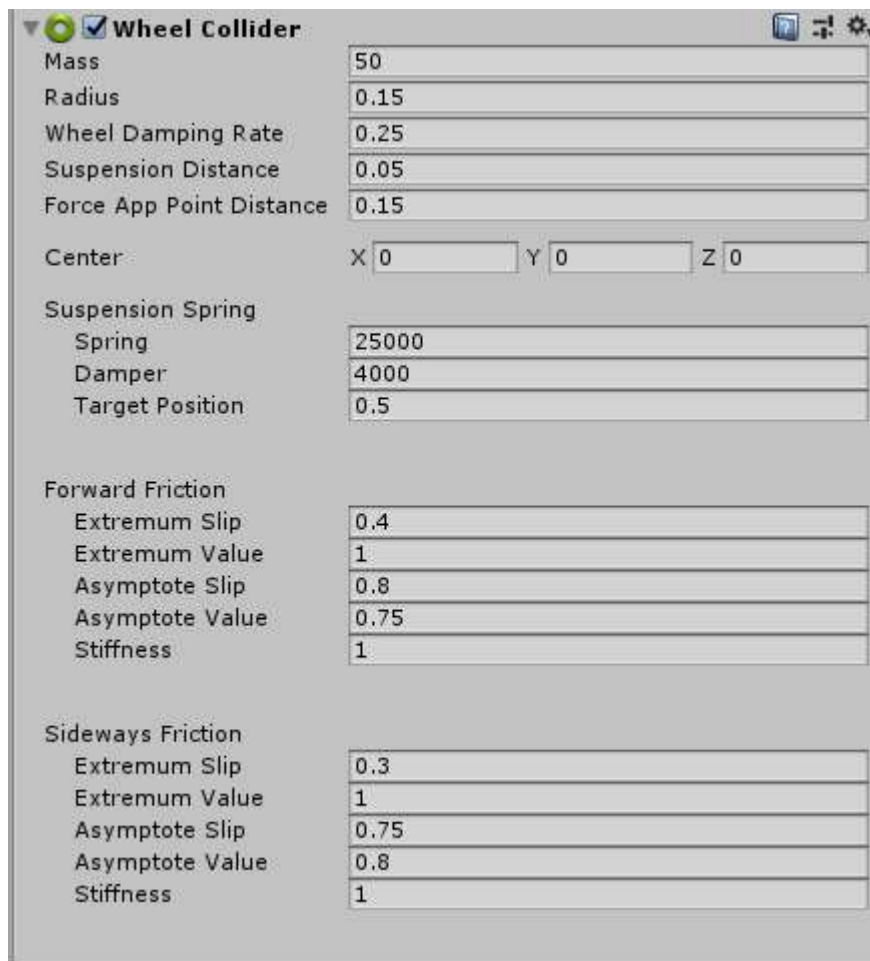 Wheel Collider
Mass 50
Radius 0.15
Wheel Damping Rate 0.25
Suspension Distance 0.05
Force App Point Distance 0.15
Center X 0 Y 0 Z 0
Suspension Spring
Spring 25000
Damper 4000
Target Position 0.5
Forward Friction
Extremum Slip 0.4
Extremum Value 1
Asymptote Slip 0.8
Asymptote Value 0.75
Stiffness 1
Sideways Friction
Extremum Slip 0.3
Extremum Value 1
Asymptote Slip 0.75
Asymptote Value 0.8
Stiffness 1